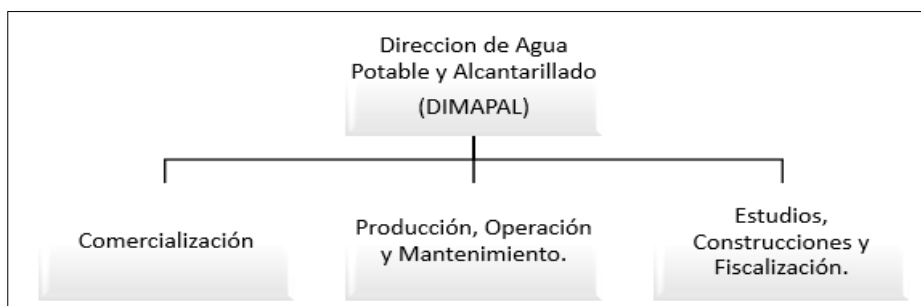 Direccion de Agua
Potable y Alcantarillado
(DIMAPAL)
Comercialización
Producción, Operación
y Mantenimiento.
Estudios,
Construcciones y
Fiscalización.